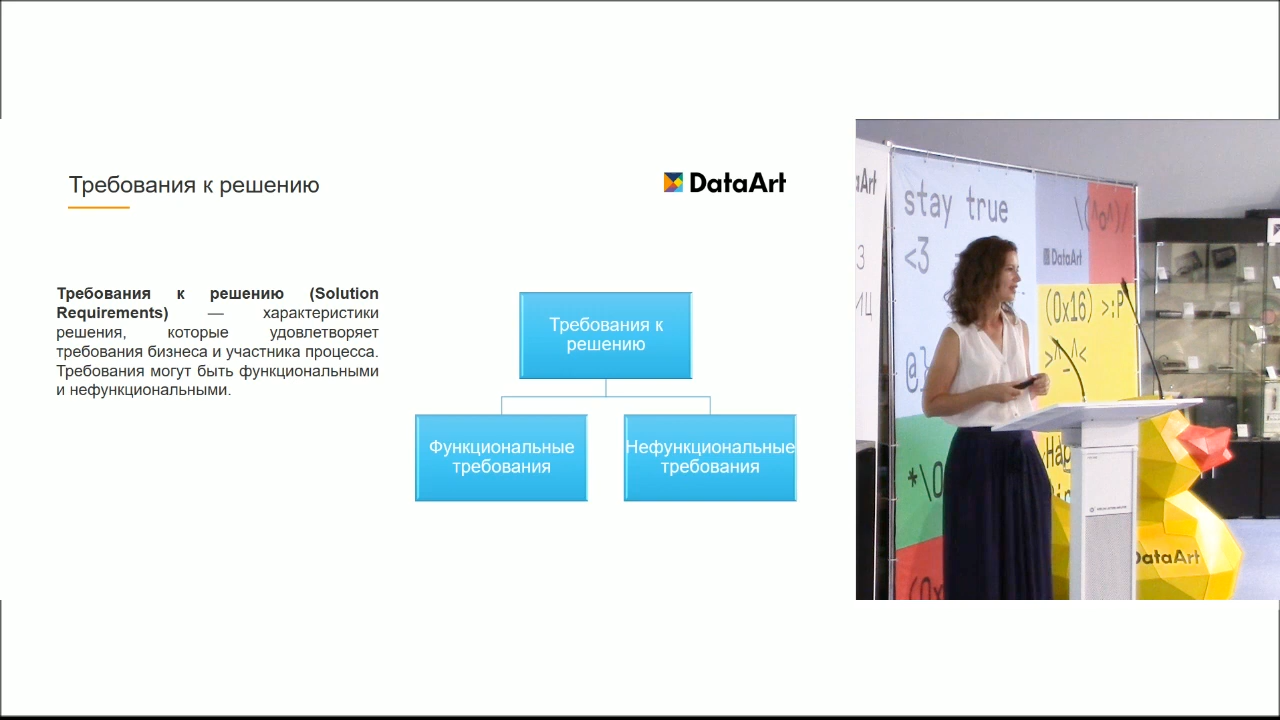 Требования к решению
DataArt
Требования к решению (Solution
Requirements) — характеристики
решения, которые удовлетворяет
требования бизнеса и участника процесса.
Требования могут быть функциональными
и нефункциональными.
Требования к
решению
Функциональные
требования
Нефункциональные
требования
stay true
<3
\(^o^)/
DataArt
(0x16) >:P
>^_^<
DataArt